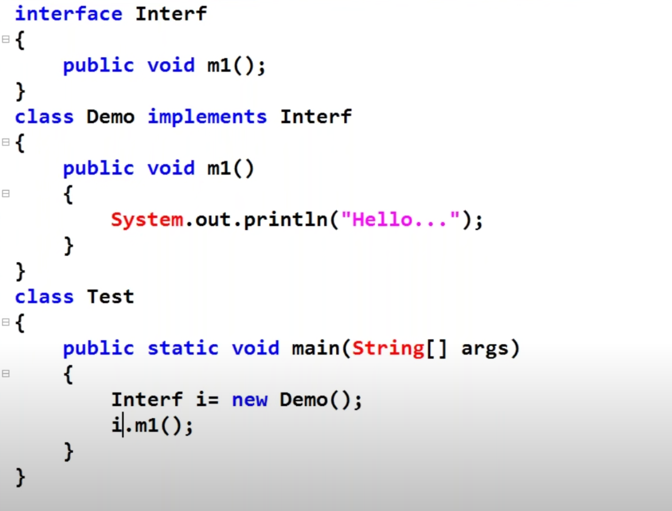 interface Interf
{
public void m1();
}
class Demo implements Interf
{
public void m1()
{
System.out.println("Hello...");
}
}
class Test
{
public static void main(String[] args)
{
Interf i= new Demo();
i.m1();
}
}